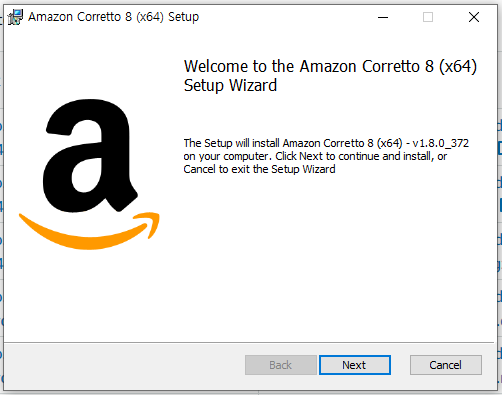 Amazon Corretto 8 (x64) Setup
Welcome to the Amazon Corretto 8 (x64)
Setup Wizard
a
The Setup will install Amazon Corretto 8 (x64) - v1.8.0_372
on your computer. Click Next to continue and install, or
Cancel to exit the Setup Wizard
Back
Next
Cancel